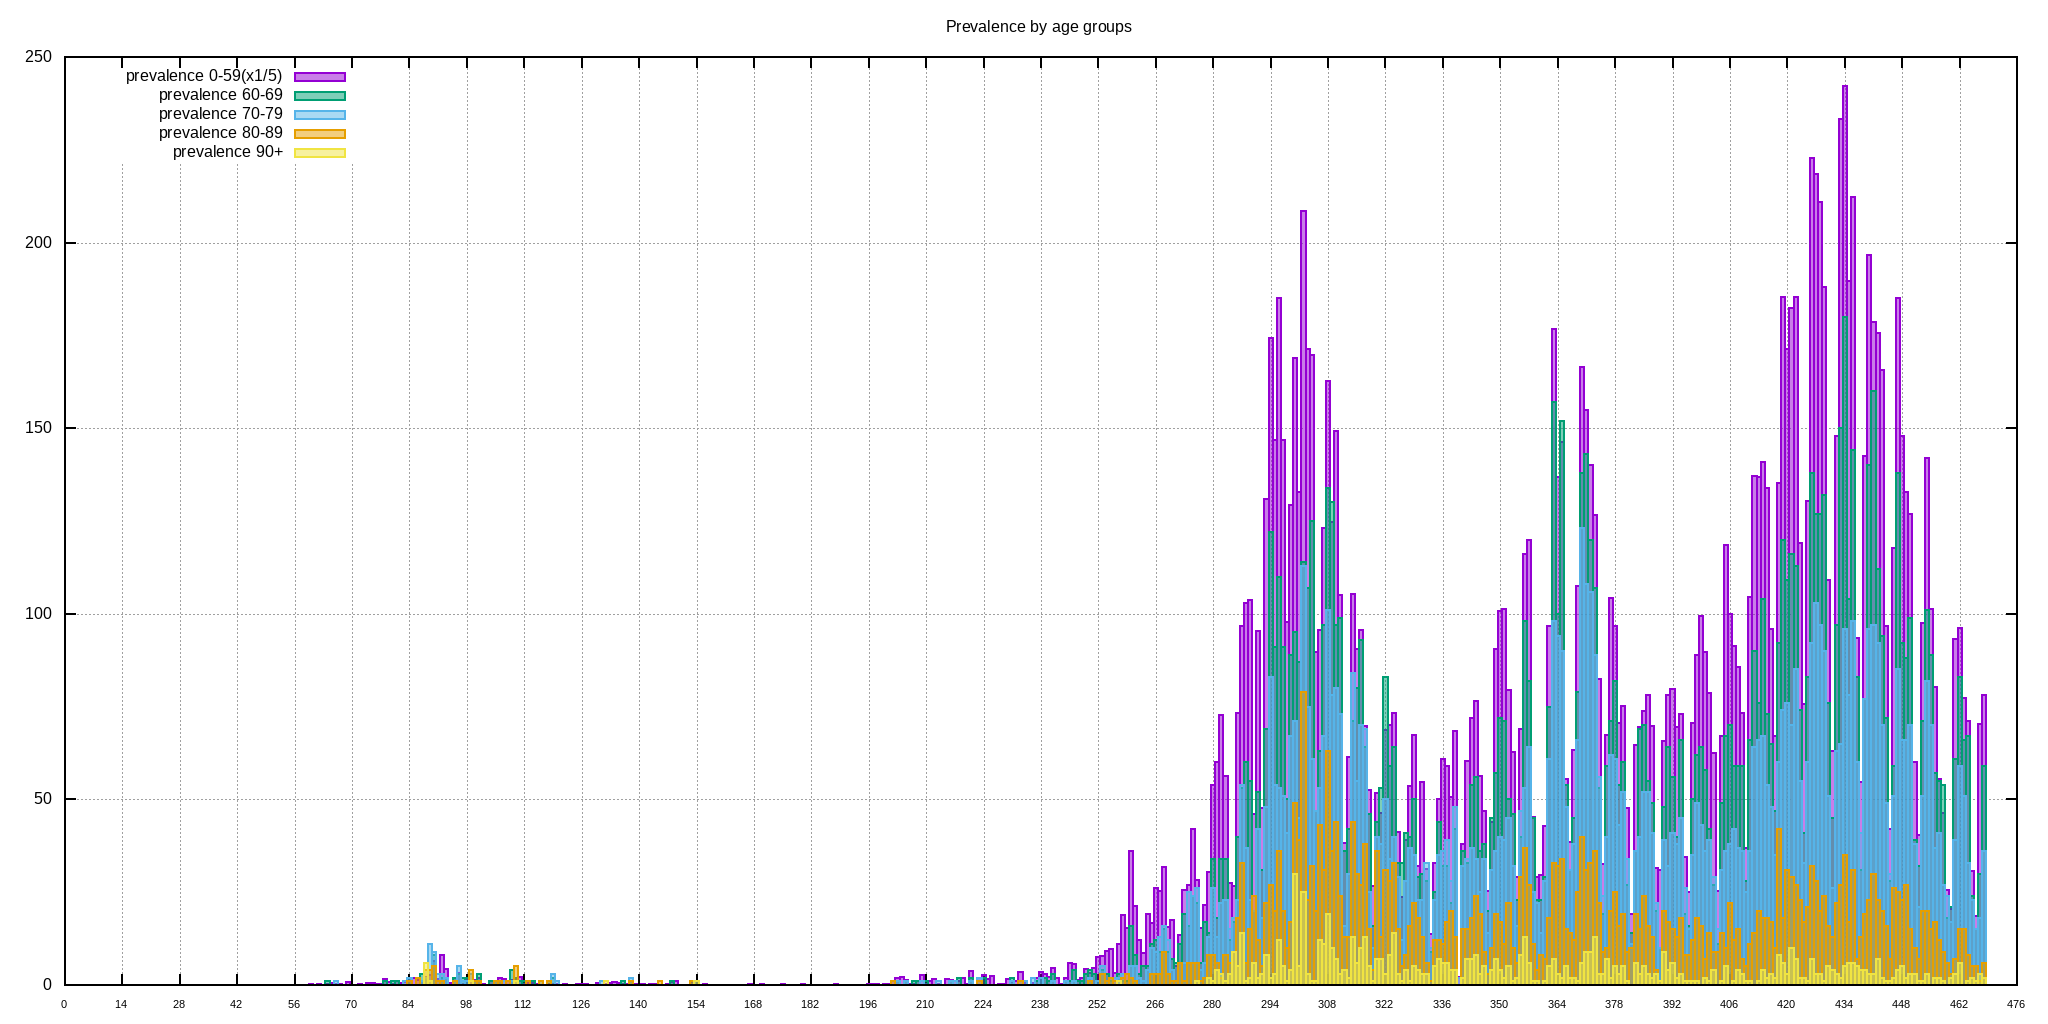 Prevalence by age groups
250
prevalence 0-59(x1/5)
prevalence 60-69
prevalence 70-79
prevalence 80-89
prevalence 90+
200
150
100
50
0
0 14 28 42 56 70 84 98 112 126 140 154 168 182 196 210 224 238 252 266 280 294 308 322 336 350 364 378 392 406 420 434 448 462 476